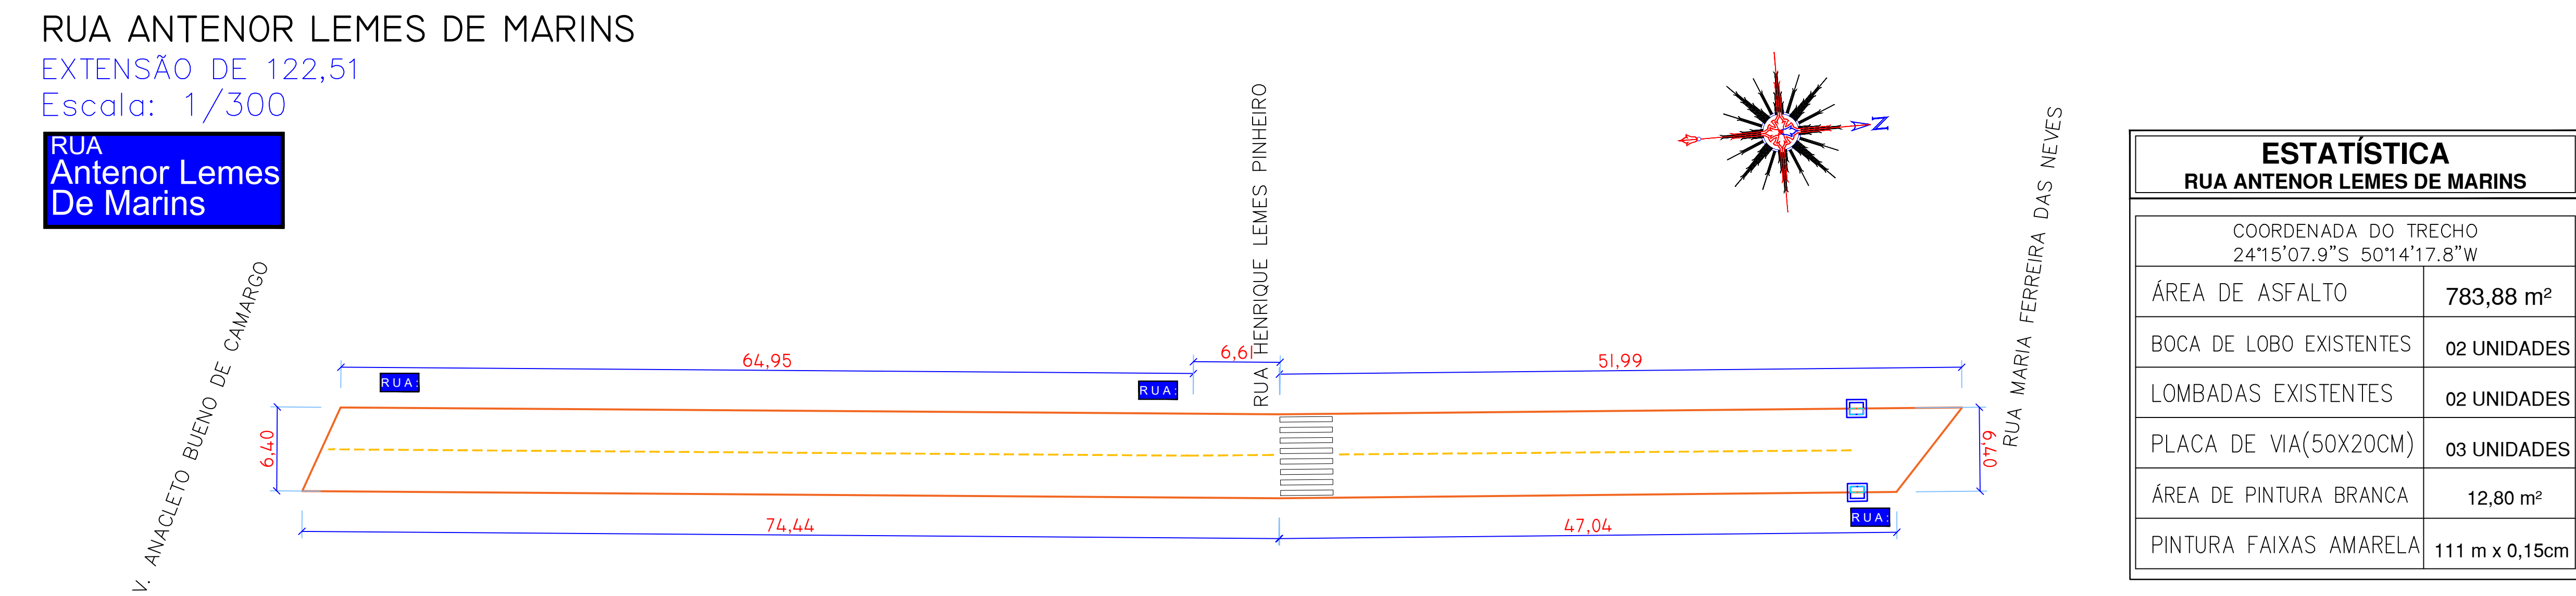 RUA ANTENOR LEMES DE MARINS
EXTENSÃO DE 122,51
Escala: 1/300
RUA
Antenor Lemes
De Marins
V. ANACLETO BUENO DE CAMARGO
RUA HENRIQUE LEMES PINHEIRO
RUA MARIA FERREIRA DAS NEVES
N
64,95
6,61
51,99
RUA:
RUA:
6,40
6,40
RUA:
74,44
47,04
ESTATÍSTICA
RUA ANTENOR LEMES DE MARINS
COORDENADA DO TRECHO
24°15'07.9"S 50°14'17.8"W
ÁREA DE ASFALTO 783,88 m²
BOCA DE LOBO EXISTENTES 02 UNIDADES
LOMBADAS EXISTENTES 02 UNIDADES
PLACA DE VIA(50X20CM) 03 UNIDADES
ÁREA DE PINTURA BRANCA 12,80 m²
PINTURA FAIXAS AMARELA 111 m x 0,15cm